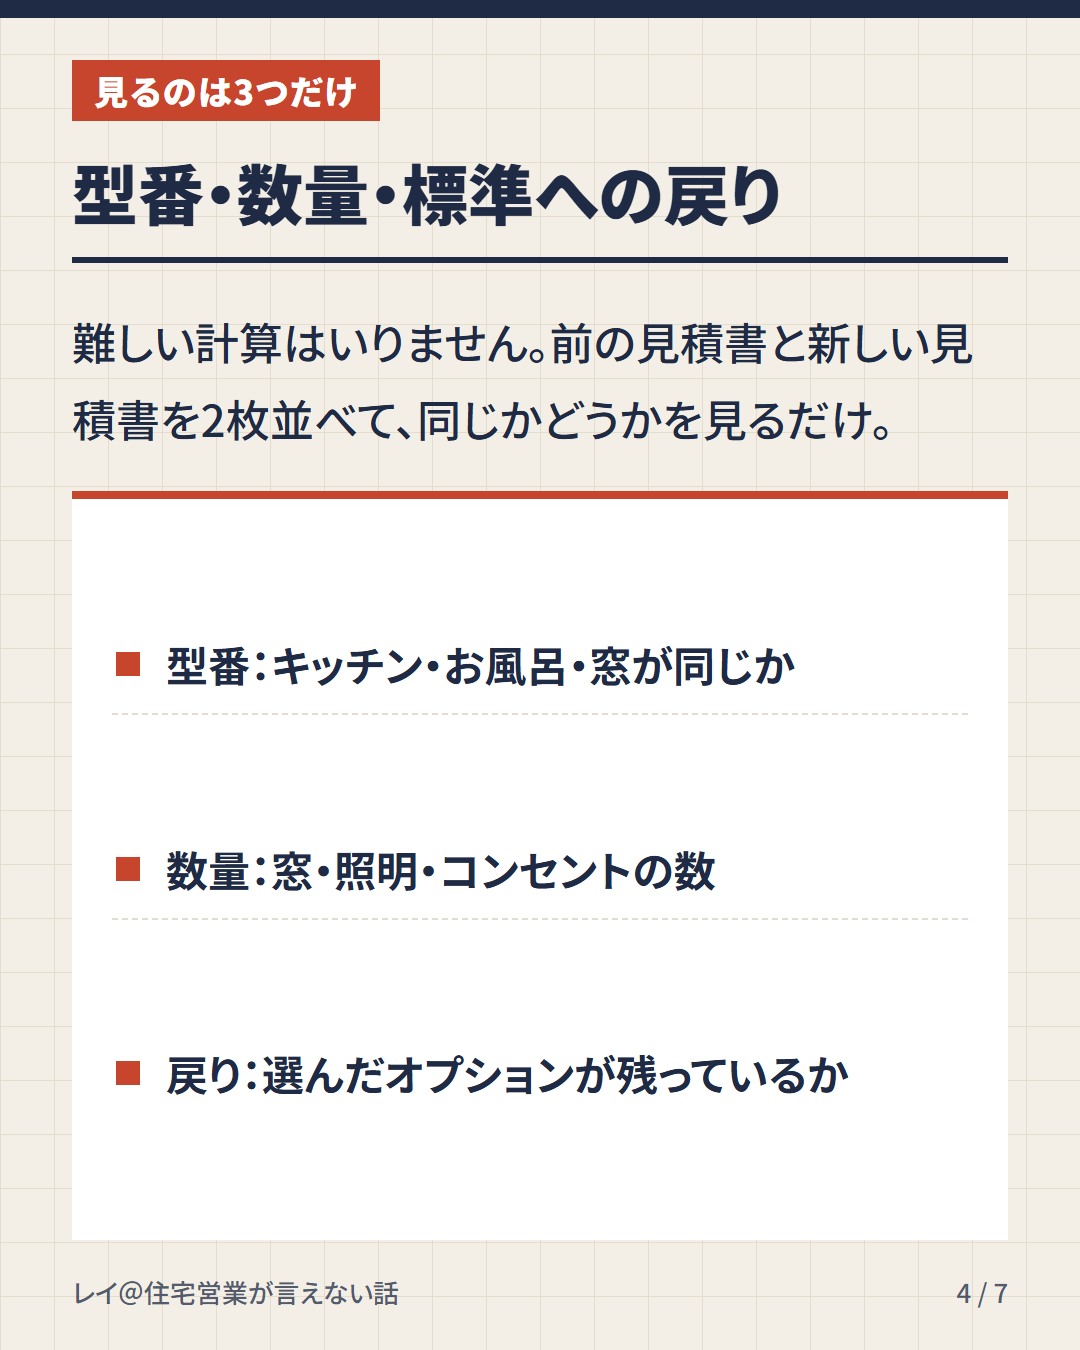 見るのは3つだけ
型番・数量・標準への戻り
難しい計算はいりません。前の見積書と新しい見
積書を2枚並べて、同じかどうかを見るだけ。
型番：キッチン・お風呂・窓が同じか
数量：窓・照明・コンセントの数
戻り：選んだオプションが残っているか
レイ@住宅営業が言えない話
4 / 7